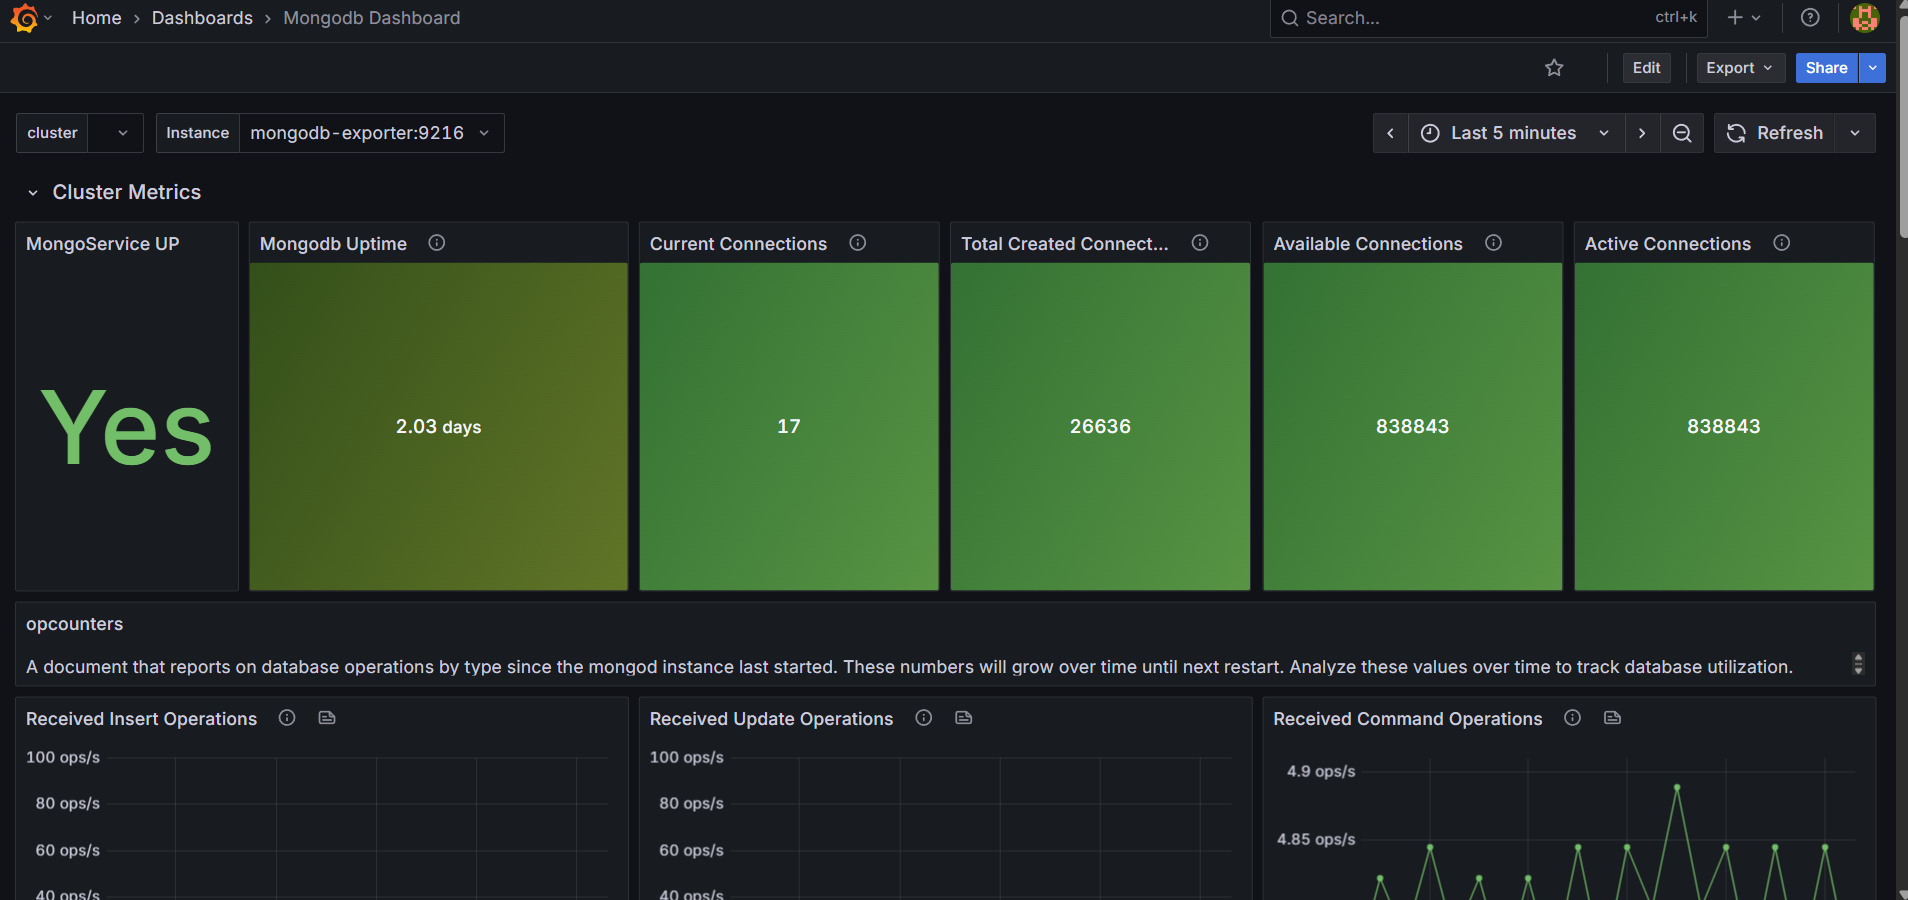 Home › Dashboards › Mongodb Dashboard
Search... ctrl+k
Edit Export Share
cluster Instance mongodb-exporter:9216 Last 5 minutes Refresh
Cluster Metrics
MongoService UP
Yes
Mongodb Uptime
2.03 days
Current Connections
17
Total Created Connect...
26636
Available Connections
838843
Active Connections
838843
opcounters
A document that reports on database operations by type since the mongod instance last started. These numbers will grow over time until next restart. Analyze these values over time to track database utilization.
Received Insert Operations
100 ops/s
80 ops/s
60 ops/s
40 ops/s
Received Update Operations
100 ops/s
80 ops/s
60 ops/s
40 ops/s
Received Command Operations
4.9 ops/s
4.85 ops/s